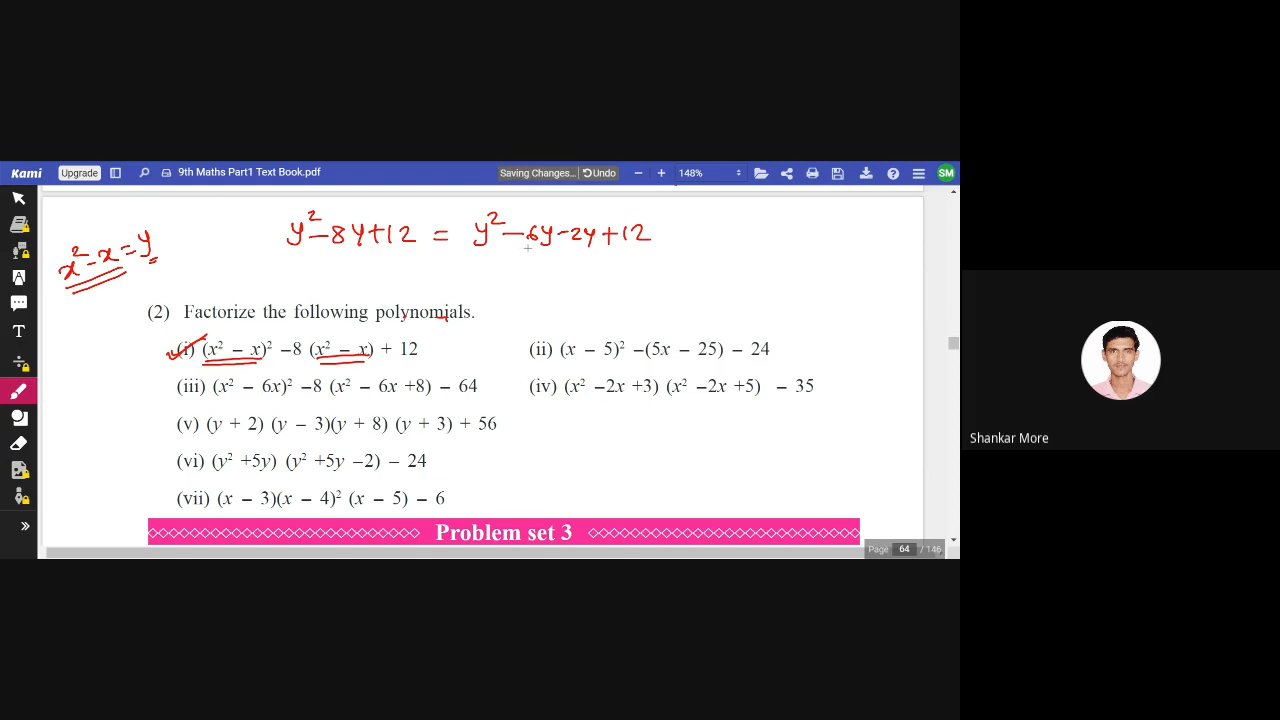 Kami Upgrade 9th Maths Part1 Text Book.pdf Saving Changes... Undo 148% SM
y² – 8y + 12 = y² – 6y – 2y + 12
x² – x = y
(2) Factorize the following polynomials.
(i) (x² – x)² –8 (x² – x) + 12 (ii) (x – 5)² –(5x – 25) – 24
(iii) (x² – 6x)² –8 (x² – 6x +8) – 64 (iv) (x² –2x +3) (x² –2x +5) – 35
(v) (y + 2) (y – 3)(y + 8) (y + 3) + 56
(vi) (y² +5y) (y² +5y –2) – 24
(vii) (x – 3)(x – 4)² (x – 5) – 6
Problem set 3
Page 64 / 146
Shankar More